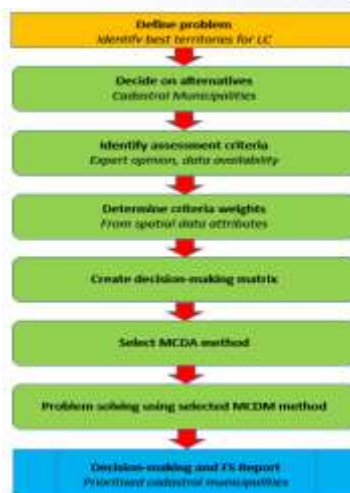 Define problem
Identify best territories for LC
Decide on alternatives
Cadastral Municipalities
Identify assessment criteria
Expert opinion, data availability
Determine criteria weights
From spatial data attributes
Create decision-making matrix
Select MCDA method
Problem solving using selected MCDM method
Decision-making and FS Report
Prioritized cadastral municipalities